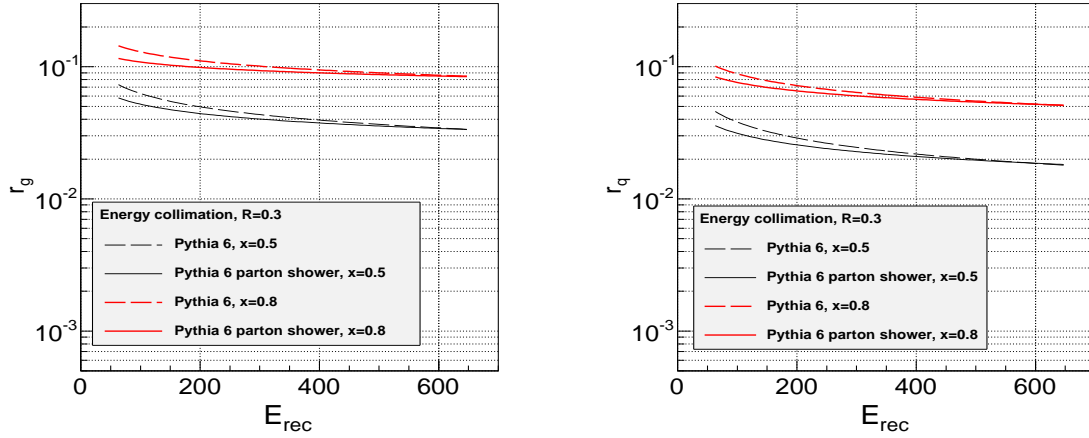 10⁻¹
10⁻²
10⁻³
r_g
Energy collimation, R=0.3
Pythia 6, x=0.5
Pythia 6 parton shower, x=0.5
Pythia 6, x=0.8
Pythia 6 parton shower, x=0.8
0 200 400 600
E_rec
10⁻¹
10⁻²
10⁻³
r_q
Energy collimation, R=0.3
Pythia 6, x=0.5
Pythia 6 parton shower, x=0.5
Pythia 6, x=0.8
Pythia 6 parton shower, x=0.8
0 200 400 600
E_rec